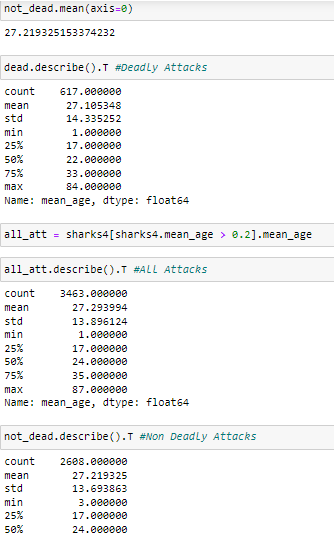 not_dead.mean(axis=0)
27.219325153374232
dead.describe().T #Deadly Attacks
count 617.000000
mean 27.105348
std 14.335252
min 1.000000
25% 17.000000
50% 22.000000
75% 33.000000
max 84.000000
Name: mean_age, dtype: float64
all_att = sharks4[sharks4.mean_age > 0.2].mean_age
all_att.describe().T #All Attacks
count 3463.000000
mean 27.293994
std 13.896124
min 1.000000
25% 17.000000
50% 24.000000
75% 35.000000
max 87.000000
Name: mean_age, dtype: float64
not_dead.describe().T #Non Deadly Attacks
count 2608.000000
mean 27.219325
std 13.693863
min 3.000000
25% 17.000000
50% 24.000000